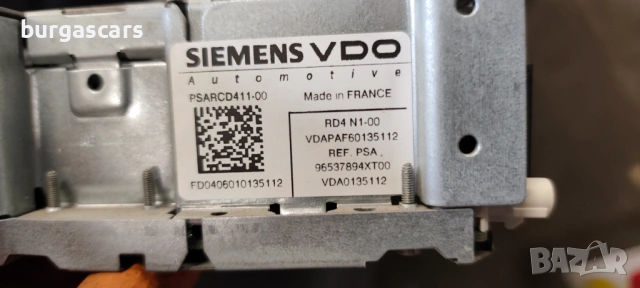 burgascars
SIEMENS VDO
Automotive
PSARCD411-00
Made in FRANCE
FD0406010135112
RD4 N1-00
VDAPAF60135112
REF. PSA.
96537894XT00
VDA0135112
BAZAR